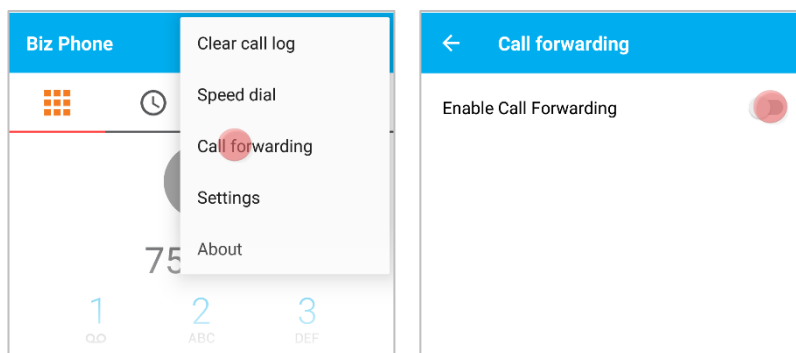 Biz Phone
Clear call log
Speed dial
Call forwarding
Settings
About
75
1 2 3
ABC DEF
Call forwarding
Enable Call Forwarding